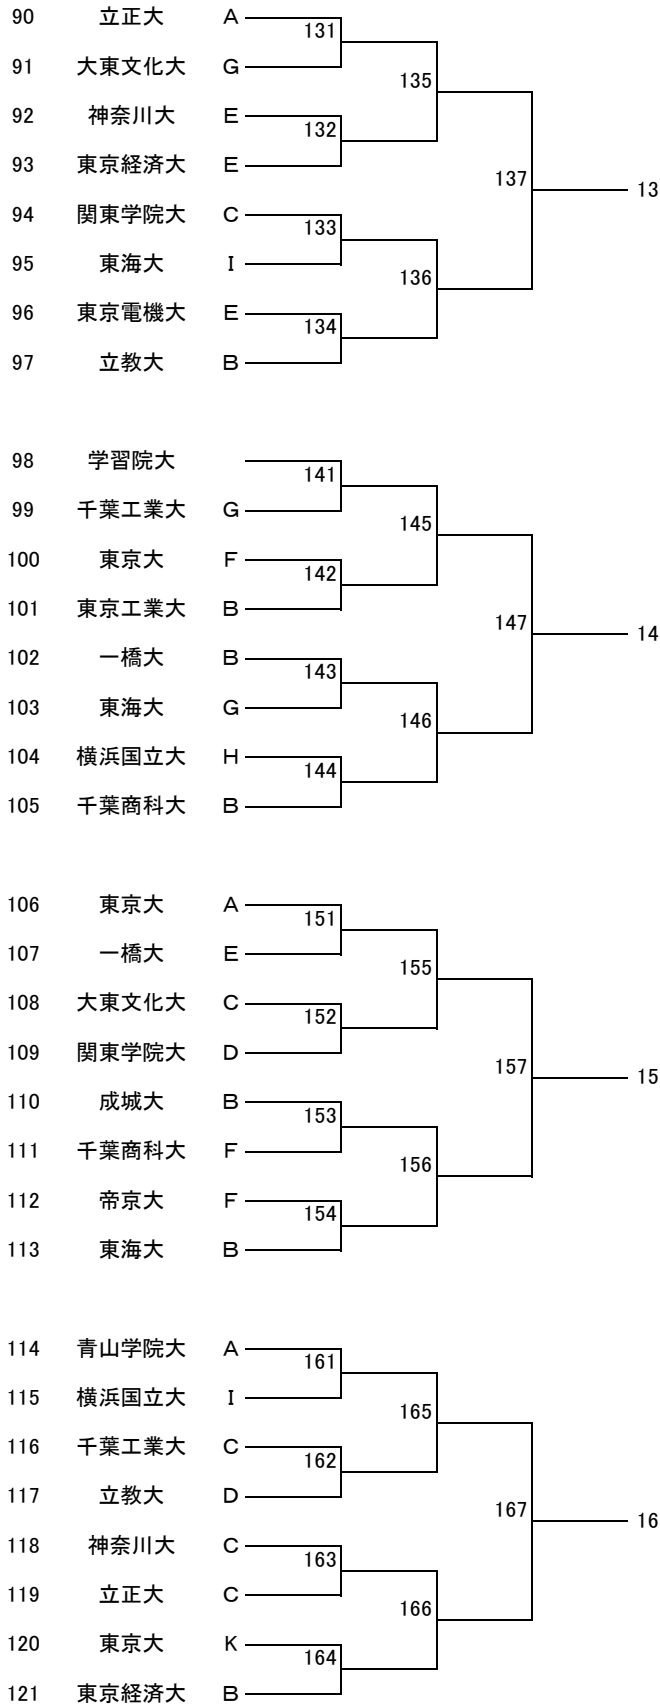 90 立正大 A
131
91 大東文化大 G
135
92 神奈川大 E
132
93 東京経済大 E
137
13
94 関東学院大 C
133
95 東海大 I
136
96 東京電機大 E
134
97 立教大 B
98 学習院大
141
99 千葉工業大 G
145
100 東京大 F
142
101 東京工業大 B
147
14
102 一橋大 B
143
103 東海大 G
146
104 横浜国立大 H
144
105 千葉商科大 B
106 東京大 A
151
107 一橋大 E
155
108 大東文化大 C
152
109 関東学院大 D
157
15
110 成城大 B
153
111 千葉商科大 F
156
112 帝京大 F
154
113 東海大 B
114 青山学院大 A
161
115 横浜国立大 I
165
116 千葉工業大 C
162
117 立教大 D
167
16
118 神奈川大 C
163
119 立正大 C
166
120 東京大 K
164
121 東京経済大 B